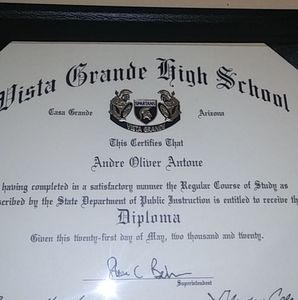 Vista Grande High School
Casa Grande SPARTANS Arizona
VISTA GRANDE
This Certifies That
Andre Oliver Antone
having completed in a satisfactory manner the Regular Course of Study as
scribed by the State Department of Public Instruction is entitled to receive the
Diploma
Given this twenty-first day of May, two thousand and twenty.
Superintendent